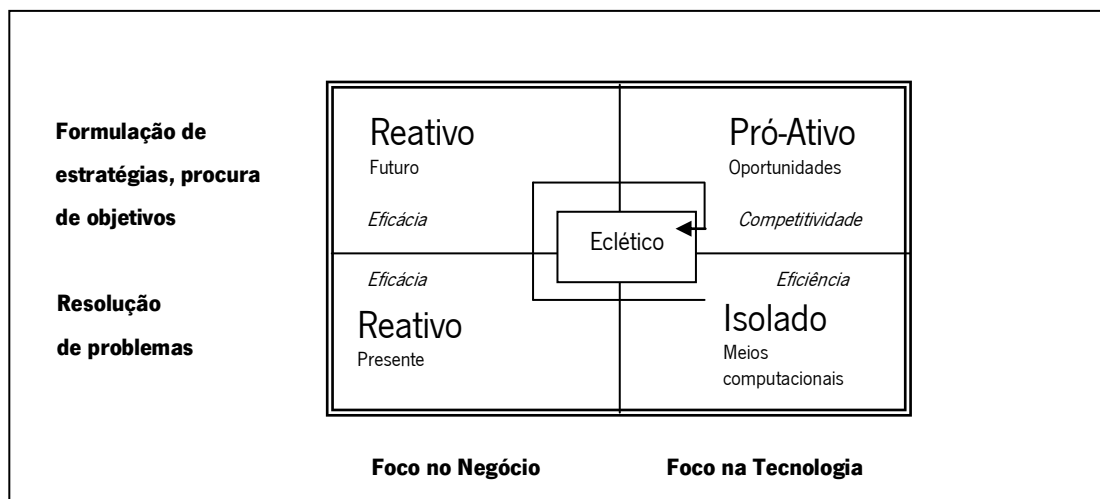 Formulação de
estratégias, procura
de objetivos
Reativo
Futuro
Eficácia
Pró-Ativo
Oportunidades
Competitividade
Eclético
Resolução
de problemas
Eficácia
Reativo
Presente
Eficiência
Isolado
Meios
computacionais
Foco no Negócio
Foco na Tecnologia